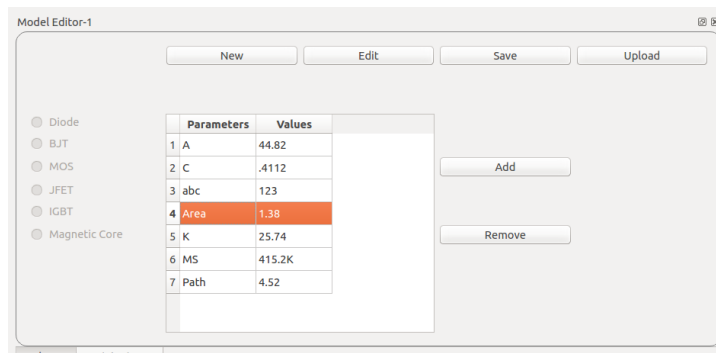 Model Editor-1
New Edit Save Upload
Diode
BJT
MOS
JFET
IGBT
Magnetic Core
Parameters Values
1 A 44.82
2 C .4112
3 abc 123
4 Area 1.38
5 K 25.74
6 MS 415.2K
7 Path 4.52
Add
Remove